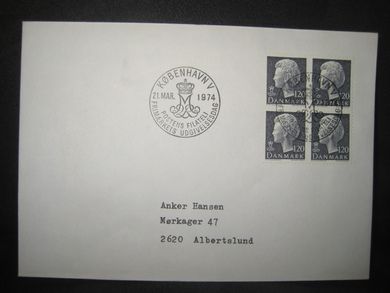 KØBENHAVN V
21. MAR. 1974
POSTENS FILATELI
FRIMÆRKETS UDGIVELSESDAG
120 120
DANMARK
120 120
DANMARK DANMARK
Anker Hansen
Mørkager 47
2620 Albertslund